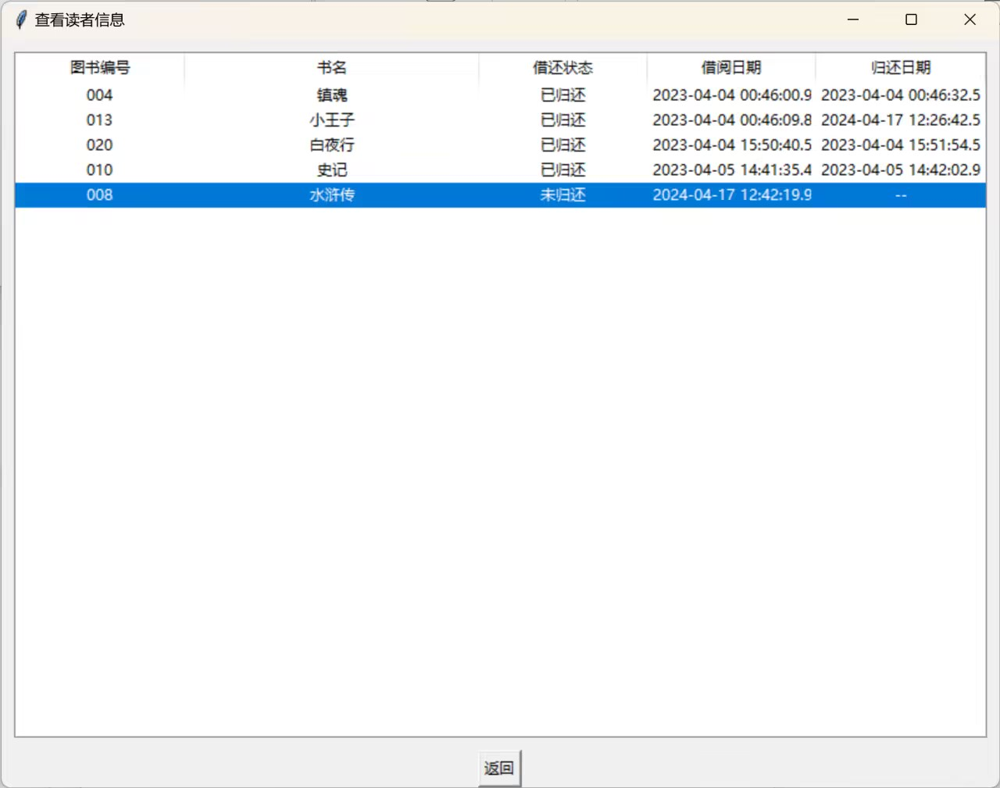 查看读者信息
图书编号 书名 借还状态 借阅日期 归还日期
004 镇魂 已归还 2023-04-04 00:46:00.9 2023-04-04 00:46:32.5
013 小王子 已归还 2023-04-04 00:46:09.8 2024-04-17 12:26:42.5
020 白夜行 已归还 2023-04-04 15:50:40.5 2023-04-04 15:51:54.5
010 史记 已归还 2023-04-05 14:41:35.4 2023-04-05 14:42:02.9
008 水浒传 未归还 2024-04-17 12:42:19.9 --
返回